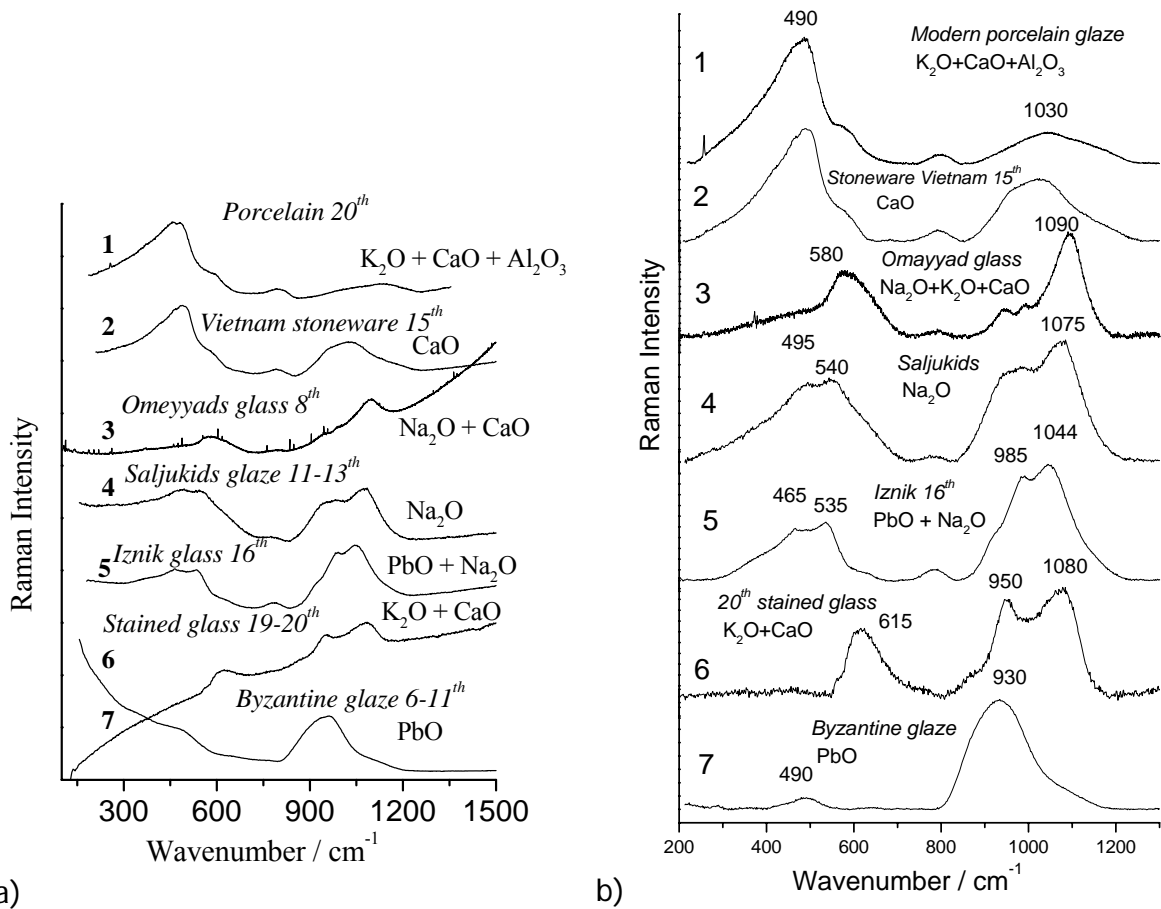 Porcelain 20th
1
K2O + CaO + Al2O3
Vietnam stoneware 15th
2
CaO
Omeyyads glass 8th
3
Na2O + CaO
Saljukids glaze 11-13th
4
Na2O
Iznik glass 16th
5
PbO + Na2O
Stained glass 19-20th
K2O + CaO
6
Byzantine glaze 6-11th
7
PbO
Raman Intensity
300 600 900 1200 1500
Wavenumber / cm-1
a)
490
Modern porcelain glaze
1
K2O+CaO+Al2O3
1030
Stoneware Vietnam 15th
2
CaO
1090
580
Omayyad glass
3
Na2O+K2O+CaO
1075
495
540
Saljukids
Na2O
4
1044
985
465
535
Iznik 16th
5
PbO + Na2O
1080
950
20th stained glass
K2O+CaO
615
6
930
Byzantine glaze
PbO
7
490
Raman Intensity
200 400 600 800 1000 1200
Wavenumber / cm-1
b)